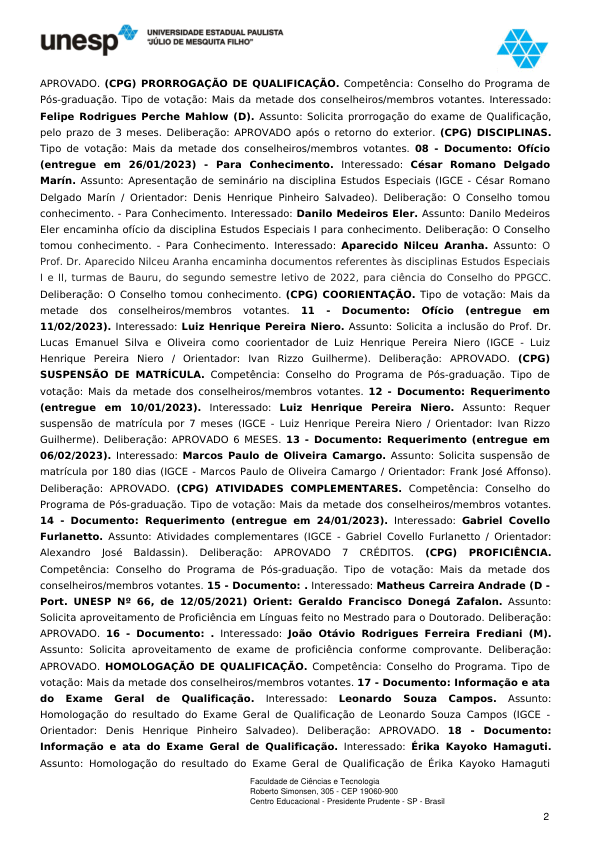 unesp
UNIVERSIDADE ESTADUAL PAULISTA
"JÚLIO DE MESQUITA FILHO"
APROVADO. (CPG) PRORROGAÇÃO DE QUALIFICAÇÃO. Competência: Conselho do Programa de
Pós-graduação. Tipo de votação: Mais da metade dos conselheiros/membros votantes. Interessado:
Felipe Rodrigues Perche Mahlow (D). Assunto: Solicita prorrogação do exame de Qualificação,
pelo prazo de 3 meses. Deliberação: APROVADO após o retorno do exterior. (CPG) DISCIPLINAS.
Tipo de votação: Mais da metade dos conselheiros/membros votantes. 08 - Documento: Ofício
(entregue em 26/01/2023) - Para Conhecimento. Interessado: César Romano Delgado
Marín. Assunto: Apresentação de seminário na disciplina Estudos Especiais (IGCE - César Romano
Delgado Marín / Orientador: Denis Henrique Pinheiro Salvadeo). Deliberação: O Conselho tomou
conhecimento. - Para Conhecimento. Interessado: Danilo Medeiros Eler. Assunto: Danilo Medeiros
Eler encaminha ofício da disciplina Estudos Especiais I para conhecimento. Deliberação: O Conselho
tomou conhecimento. - Para Conhecimento. Interessado: Aparecido Nilceu Aranha. Assunto: O
Prof. Dr. Aparecido Nilceu Aranha encaminha documentos referentes às disciplinas Estudos Especiais
I e II, turmas de Bauru, do segundo semestre letivo de 2022, para ciência do Conselho do PPGCC.
Deliberação: O Conselho tomou conhecimento. (CPG) COORIENTAÇÃO. Tipo de votação: Mais da
metade dos conselheiros/membros votantes. 11 - Documento: Ofício (entregue em
11/02/2023). Interessado: Luiz Henrique Pereira Niero. Assunto: Solicita a inclusão do Prof. Dr.
Lucas Emanuel Silva e Oliveira como coorientador de Luiz Henrique Pereira Niero (IGCE - Luiz
Henrique Pereira Niero / Orientador: Ivan Rizzo Guilherme). Deliberação: APROVADO. (CPG)
SUSPENSÃO DE MATRÍCULA. Competência: Conselho do Programa de Pós-graduação. Tipo de
votação: Mais da metade dos conselheiros/membros votantes. 12 - Documento: Requerimento
(entregue em 10/01/2023). Interessado: Luiz Henrique Pereira Niero. Assunto: Requer
suspensão de matrícula por 7 meses (IGCE - Luiz Henrique Pereira Niero / Orientador: Ivan Rizzo
Guilherme). Deliberação: APROVADO 6 MESES. 13 - Documento: Requerimento (entregue em
06/02/2023). Interessado: Marcos Paulo de Oliveira Camargo. Assunto: Solicita suspensão de
matrícula por 180 dias (IGCE - Marcos Paulo de Oliveira Camargo / Orientador: Frank José Affonso).
Deliberação: APROVADO. (CPG) ATIVIDADES COMPLEMENTARES. Competência: Conselho do
Programa de Pós-graduação. Tipo de votação: Mais da metade dos conselheiros/membros votantes.
14 - Documento: Requerimento (entregue em 24/01/2023). Interessado: Gabriel Covello
Furlanetto. Assunto: Atividades complementares (IGCE - Gabriel Covello Furlanetto / Orientador:
Alexandro José Baldassin). Deliberação: APROVADO 7 CRÉDITOS. (CPG) PROFICIÊNCIA.
Competência: Conselho do Programa de Pós-graduação. Tipo de votação: Mais da metade dos
conselheiros/membros votantes. 15 - Documento: . Interessado: Matheus Carreira Andrade (D -
Port. UNESP Nº 66, de 12/05/2021) Orient: Geraldo Francisco Donegá Zafalon. Assunto:
Solicita aproveitamento de Proficiência em Línguas feito no Mestrado para o Doutorado. Deliberação:
APROVADO. 16 - Documento: . Interessado: João Otávio Rodrigues Ferreira Frediani (M).
Assunto: Solicita aproveitamento de exame de proficiência conforme comprovante. Deliberação:
APROVADO. HOMOLOGAÇÃO DE QUALIFICAÇÃO. Competência: Conselho do Programa. Tipo de
votação: Mais da metade dos conselheiros/membros votantes. 17 - Documento: Informação e ata
do Exame Geral de Qualificação. Interessado: Leonardo Souza Campos. Assunto:
Homologação do resultado do Exame Geral de Qualificação de Leonardo Souza Campos (IGCE -
Orientador: Denis Henrique Pinheiro Salvadeo). Deliberação: APROVADO. 18 - Documento:
Informação e ata do Exame Geral de Qualificação. Interessado: Érika Kayoko Hamaguti.
Assunto: Homologação do resultado do Exame Geral de Qualificação de Érika Kayoko Hamaguti
Faculdade de Ciências e Tecnologia
Roberto Simonsen, 305 - CEP 19060-900
Centro Educacional - Presidente Prudente - SP - Brasil
2